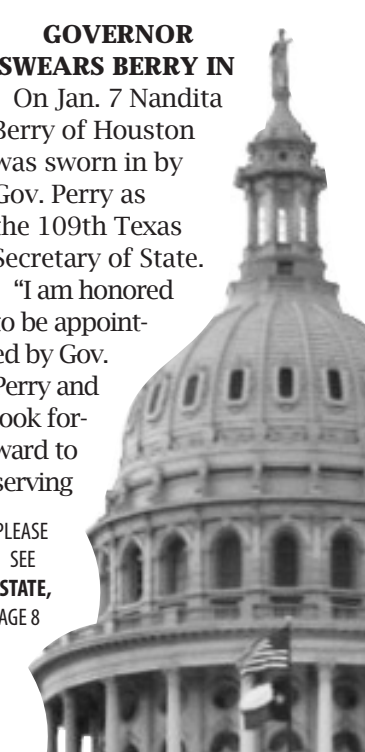 GOVERNOR
SWEARS BERRY IN
On Jan. 7 Nandita
Berry of Houston
was sworn in by
Gov. Perry as
the 109th Texas
Secretary of State.
“I am honored
to be appoint-
ed by Gov.
Perry and
look for-
ward to
serving
PLEASE
SEE
STATE,
PAGE 8